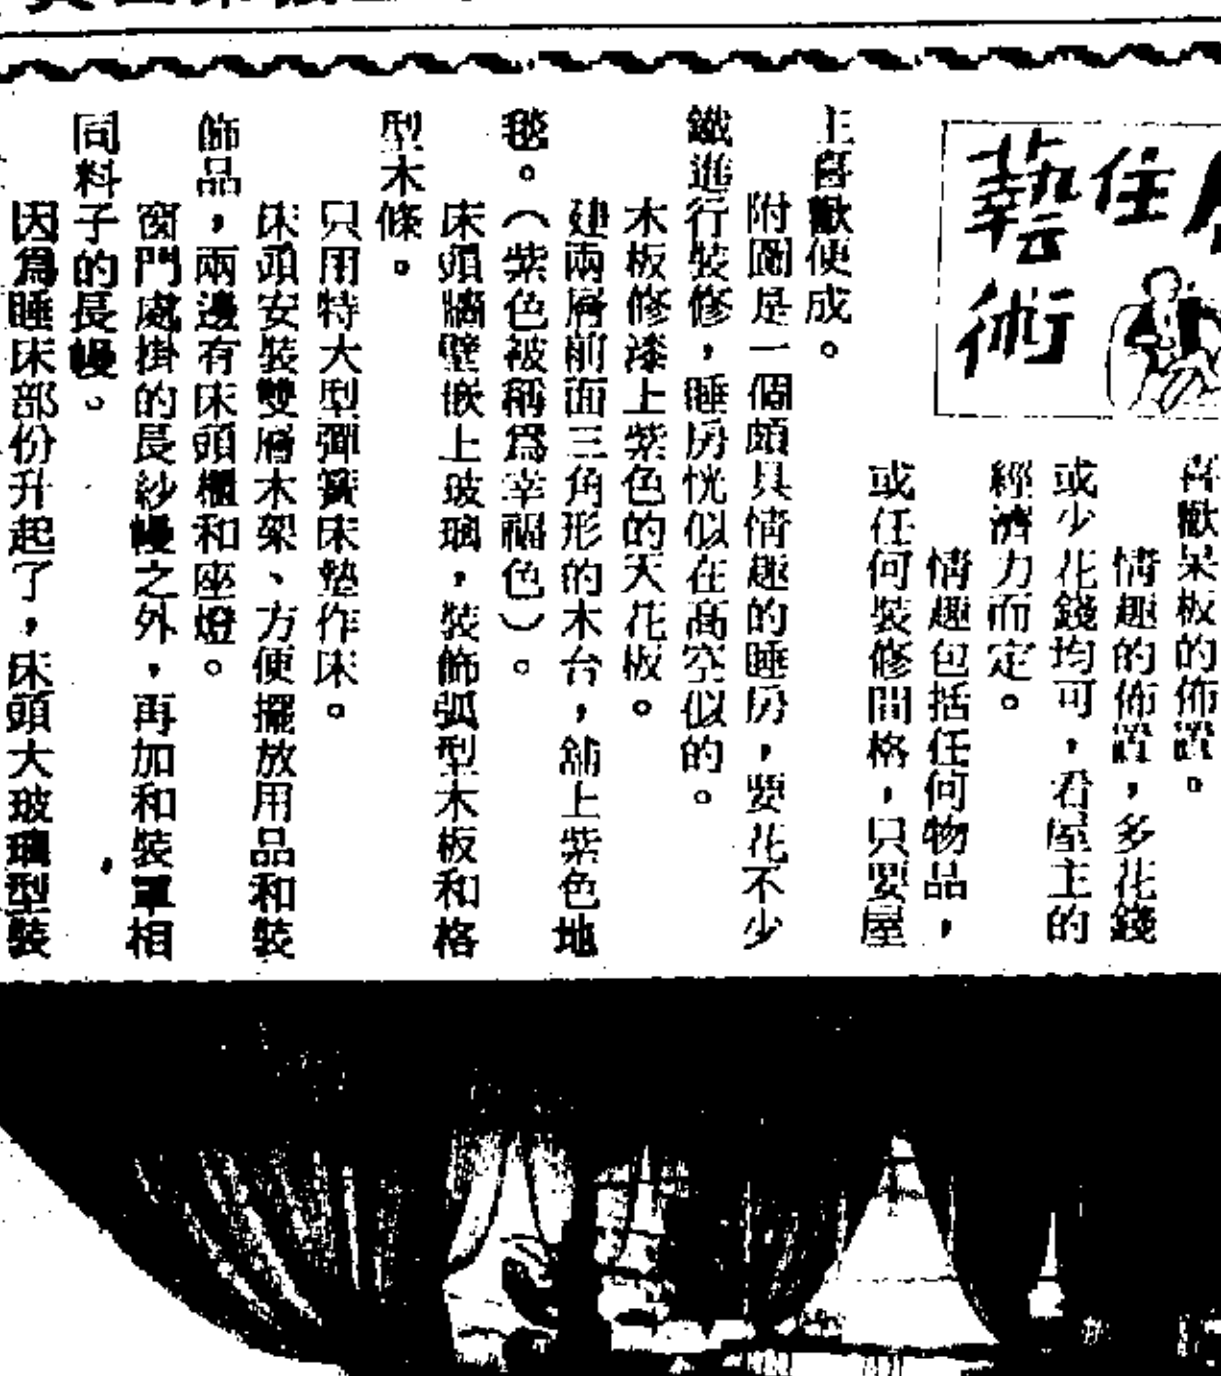 住
藝術
喜歡呆板的佈置。
情趣的佈置，多花錢
或少花錢均可，看屋主的
經濟力而定。
情趣包括任何物品，
或任何裝修間格，只要屋
主喜歡便成。
附圖是一個頗具情趣的睡房，要花不少
鐵進行裝修，睡房恍似在高空似的。
木板修漆上紫色的天花板。
建兩層前面三角形的木台，舖上紫色地
毯。（紫色被稱爲幸福色）。
床頭牆壁嵌上玻璃，裝飾弧型木板和格
型木條。
只用特大型彈簧床墊作床。
床頭安裝雙層木架、方便擺放用品和裝
飾品，兩邊有床頭櫃和座燈。
窗門處掛的長紗幔之外，再加和裝罩相
同料子的長幔。
因爲睡床部份升起了，床頭大玻璃型裝